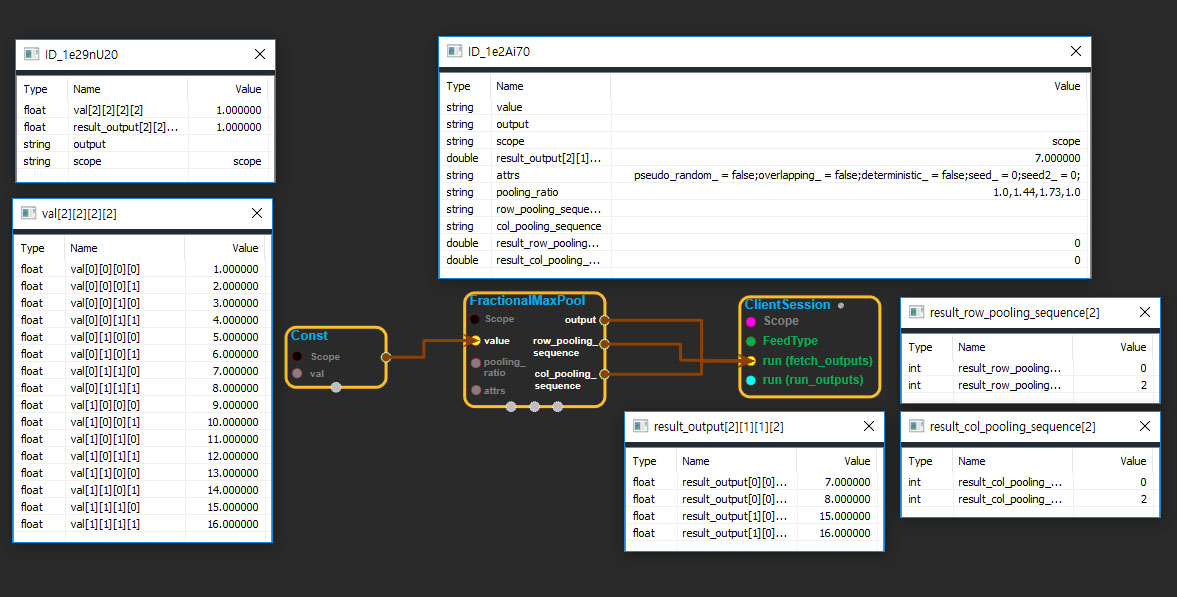 ID_1e29nU20
Type Name Value
float val[2][2][2][2] 1.000000
float result_output[2][2]... 1.000000
string output
string scope scope
val[2][2][2][2]
Type Name Value
float val[0][0][0][0] 1.000000
float val[0][0][0][1] 2.000000
float val[0][0][1][0] 3.000000
float val[0][0][1][1] 4.000000
float val[0][1][0][0] 5.000000
float val[0][1][0][1] 6.000000
float val[0][1][1][0] 7.000000
float val[0][1][1][1] 8.000000
float val[1][0][0][0] 9.000000
float val[1][0][0][1] 10.000000
float val[1][0][1][0] 11.000000
float val[1][0][1][1] 12.000000
float val[1][1][0][0] 13.000000
float val[1][1][0][1] 14.000000
float val[1][1][1][0] 15.000000
float val[1][1][1][1] 16.000000
ID_1e2Ai70
Type Name Value
string value
string output
string scope scope
double result_output[2][1]... 7.000000
string attrs pseudo_random_ = false;overlapping_ = false;deterministic_ = false;seed_ = 0;seed2_ = 0;
string pooling_ratio 1.0,1.44,1.73,1.0
string row_pooling_seque...
string col_pooling_sequence
double result_row_pooling... 0
double result_col_pooling_... 0
Const
Scope
val
FractionalMaxPool
Scope
output
value
row_pooling_
sequence
pooling_
ratio
col_pooling_
sequence
attrs
ClientSession
Scope
FeedType
run (fetch_outputs)
run (run_outputs)
result_row_pooling_sequence[2]
Type Name Value
int result_row_pooling... 0
int result_row_pooling... 2
result_output[2][1][1][2]
Type Name Value
float result_output[0][0]... 7.000000
float result_output[0][0]... 8.000000
float result_output[1][0]... 15.000000
float result_output[1][0]... 16.000000
result_col_pooling_sequence[2]
Type Name Value
int result_col_pooling_... 0
int result_col_pooling_... 2